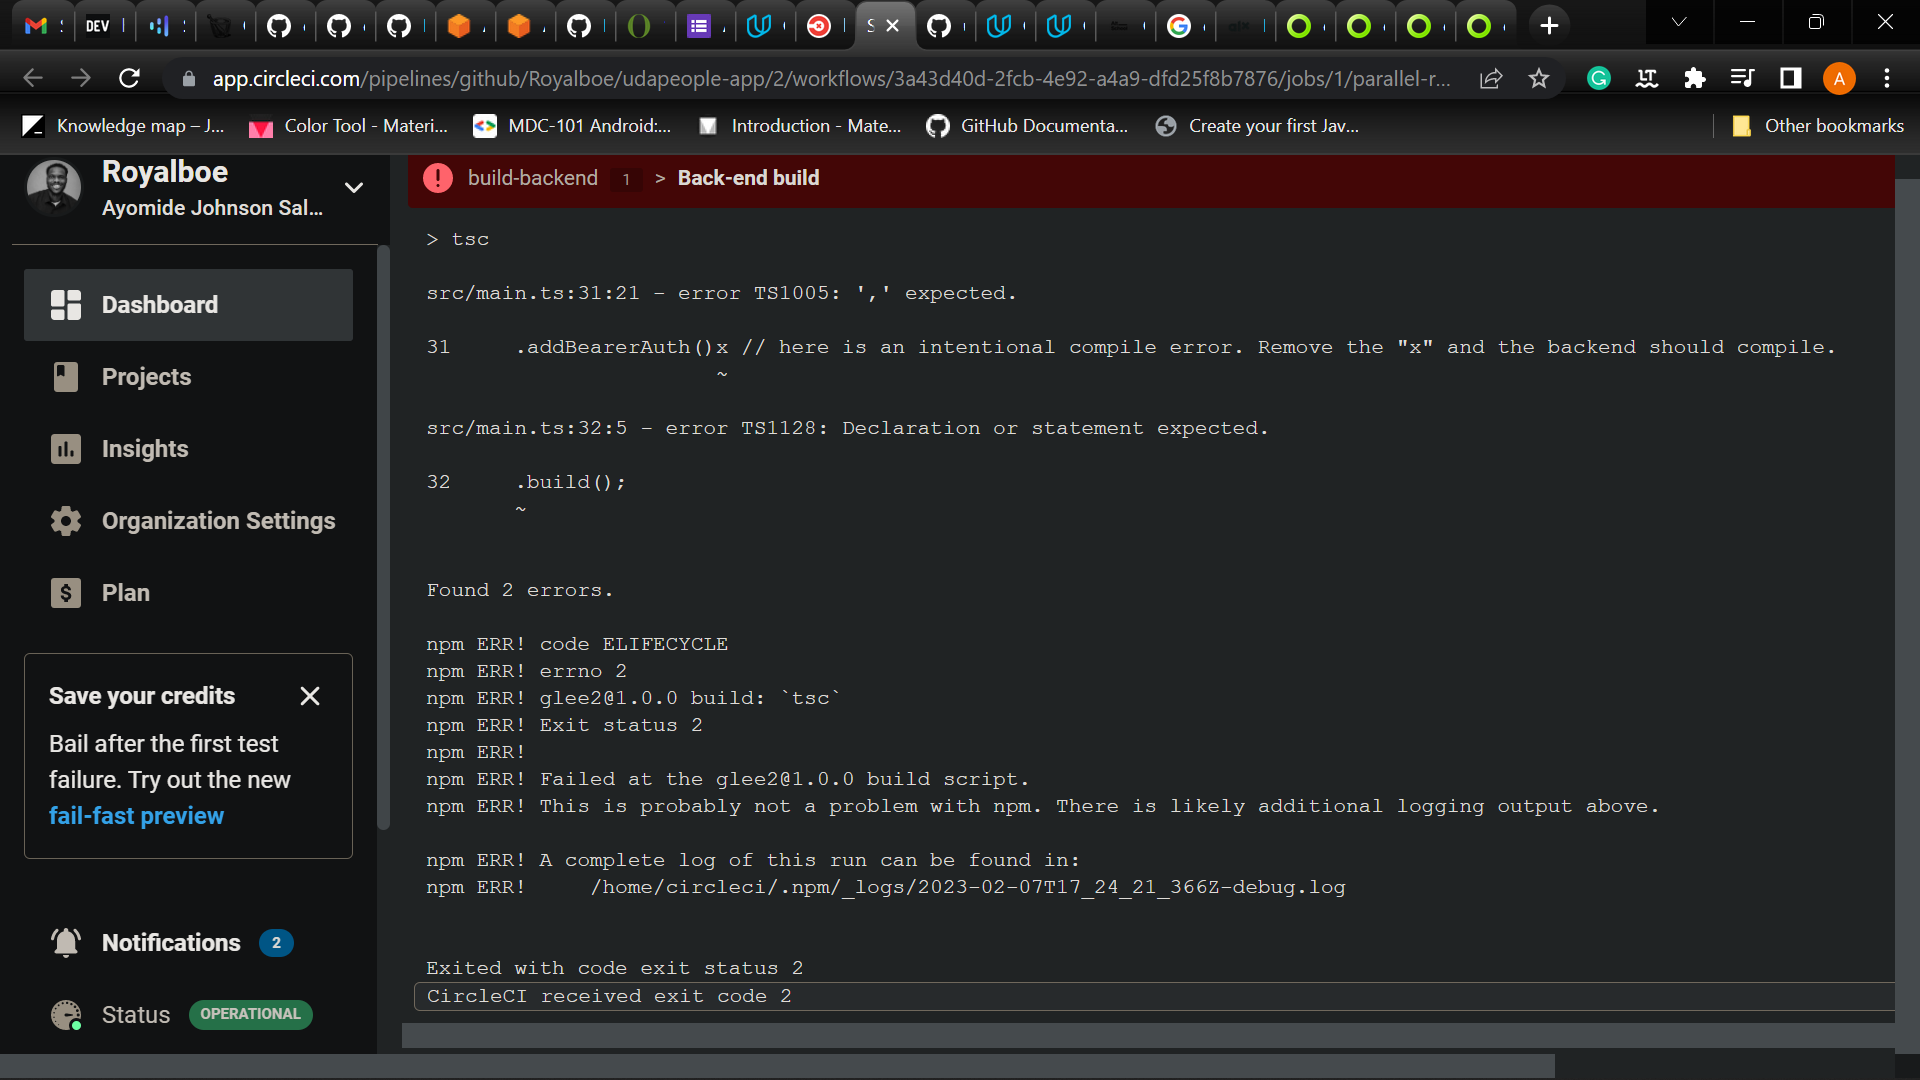 DEV
app.circleci.com/pipelines/github/Royalboe/udapeople-app/2/workflows/3a43d40d-2fcb-4e92-a4a9-dfd25f8b7876/jobs/1/parallel-r...
A
Knowledge map – J...
Color Tool - Materi...
MDC-101 Android:...
Introduction - Mate...
GitHub Documenta...
Create your first Jav...
Other bookmarks
Royalboe
Ayomide Johnson Sal...
Dashboard
Projects
Insights
Organization Settings
Plan
Save your credits
Bail after the first test
failure. Try out the new
fail-fast preview
Notifications 2
Status OPERATIONAL
build-backend 1 > Back-end build
> tsc
src/main.ts:31:21 - error TS1005: ',' expected.
31 .addBearerAuth()x // here is an intentional compile error. Remove the "x" and the backend should compile.
~
src/main.ts:32:5 - error TS1128: Declaration or statement expected.
32 .build();
~
Found 2 errors.
npm ERR! code ELIFECYCLE
npm ERR! errno 2
npm ERR! glee2@1.0.0 build: `tsc`
npm ERR! Exit status 2
npm ERR!
npm ERR! Failed at the glee2@1.0.0 build script.
npm ERR! This is probably not a problem with npm. There is likely additional logging output above.
npm ERR! A complete log of this run can be found in:
npm ERR! /home/circleci/.npm/_logs/2023-02-07T17_24_21_366Z-debug.log
Exited with code exit status 2
CircleCI received exit code 2